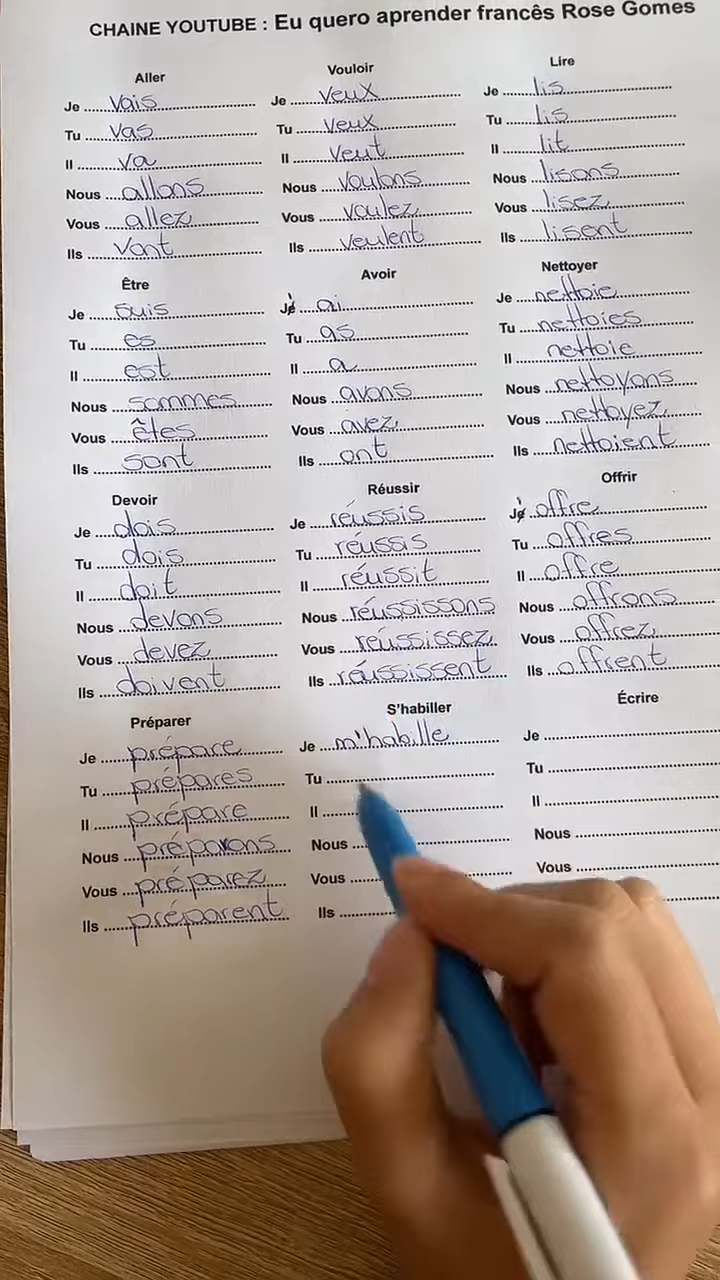 CHAINE YOUTUBE : Eu quero aprender francês Rose Gomes
Aller
Je vais
Tu vas
Il va
Nous allons
Vous allez
Ils vont
Vouloir
Je veux
Tu veux
Il veut
Nous voulons
Vous voulez
Ils veulent
Lire
Je lis
Tu lis
Il lit
Nous lisons
Vous lisez
Ils lisent
Être
Je suis
Tu es
Il est
Nous sommes
Vous êtes
Ils sont
Avoir
J' ai
Tu as
Il a
Nous avons
Vous avez
Ils ont
Nettoyer
Je nettoie
Tu nettoies
Il nettoie
Nous nettoyons
Vous nettoyez
Ils nettoient
Devoir
Je dois
Tu dois
Il doit
Nous devons
Vous devez
Ils doivent
Réussir
Je réussis
Tu réussis
Il réussit
Nous réussissons
Vous réussissez
Ils réussissent
Offrir
J' offre
Tu offres
Il offre
Nous offrons
Vous offrez
Ils offrent
Préparer
Je prépare
Tu prépares
Il prépare
Nous préparons
Vous préparez
Ils préparent
S'habiller
Je m'habille
Tu
Il
Nous
Vous
Ils
Écrire
Je
Tu
Il
Nous
Vous